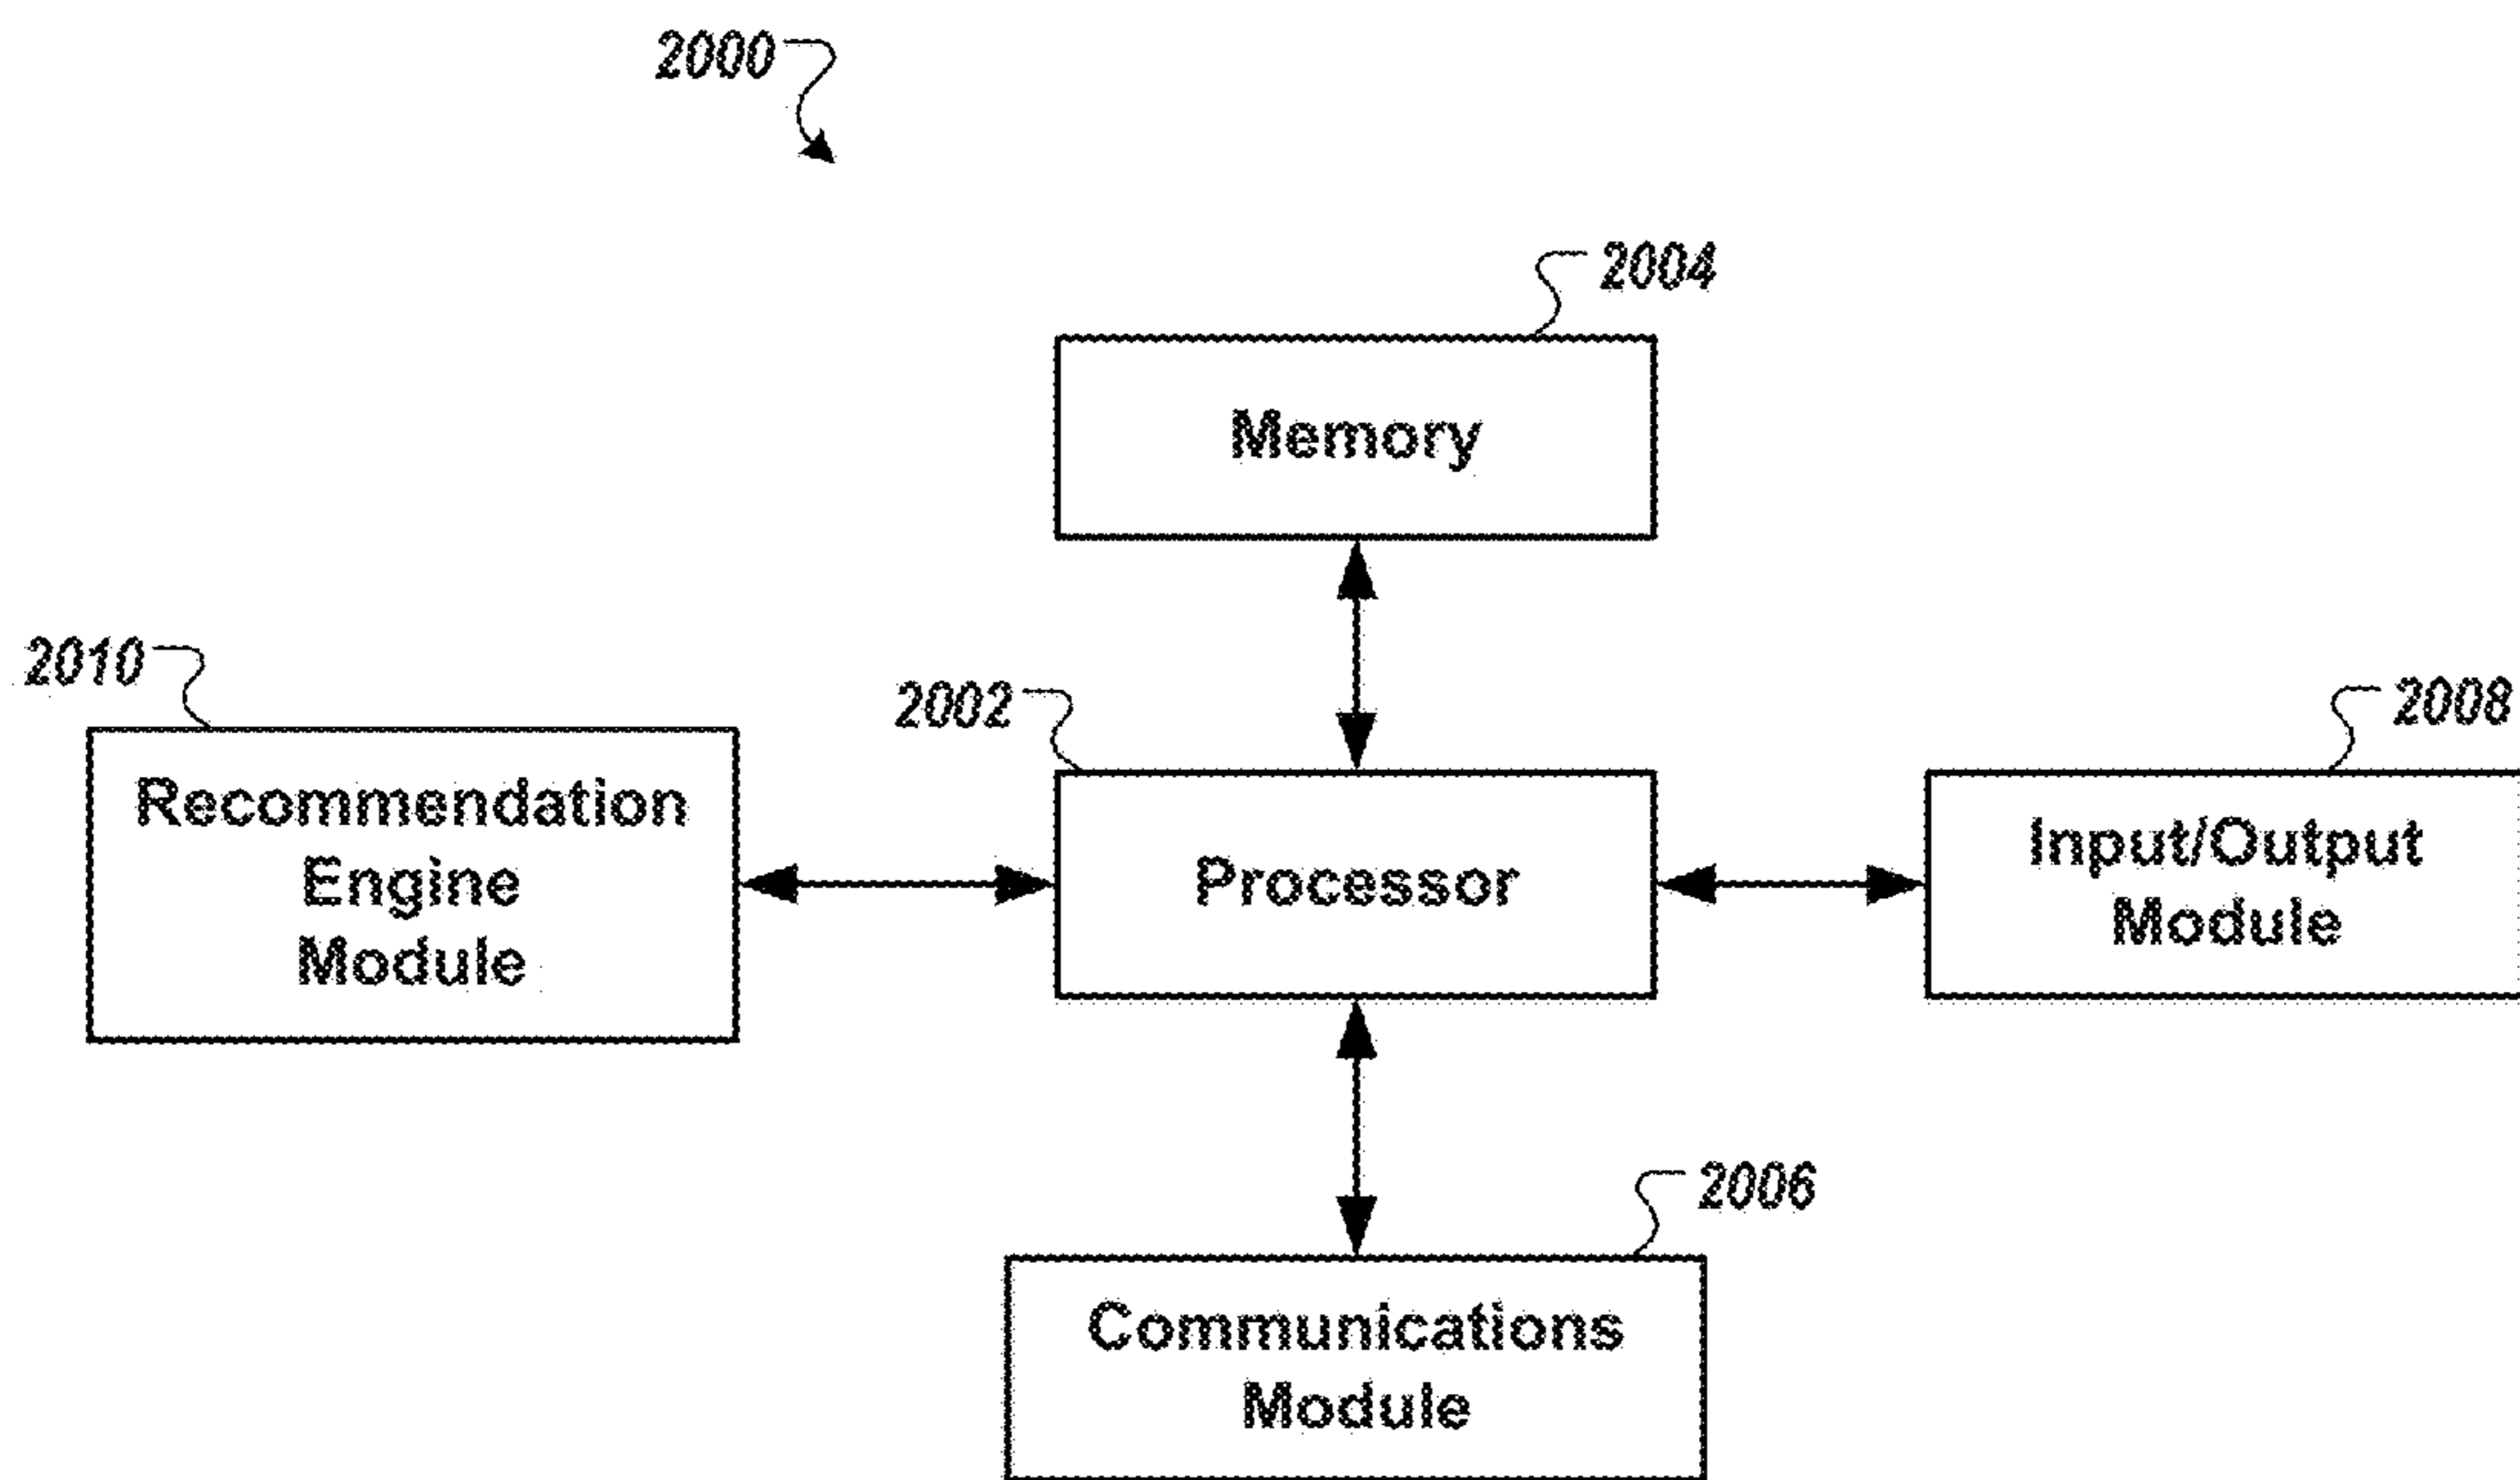 2000
2004
Memory
2010
2002
2008
Recommendation
Engine
Module
Processor
Input/Output
Module
2006
Communications
Module